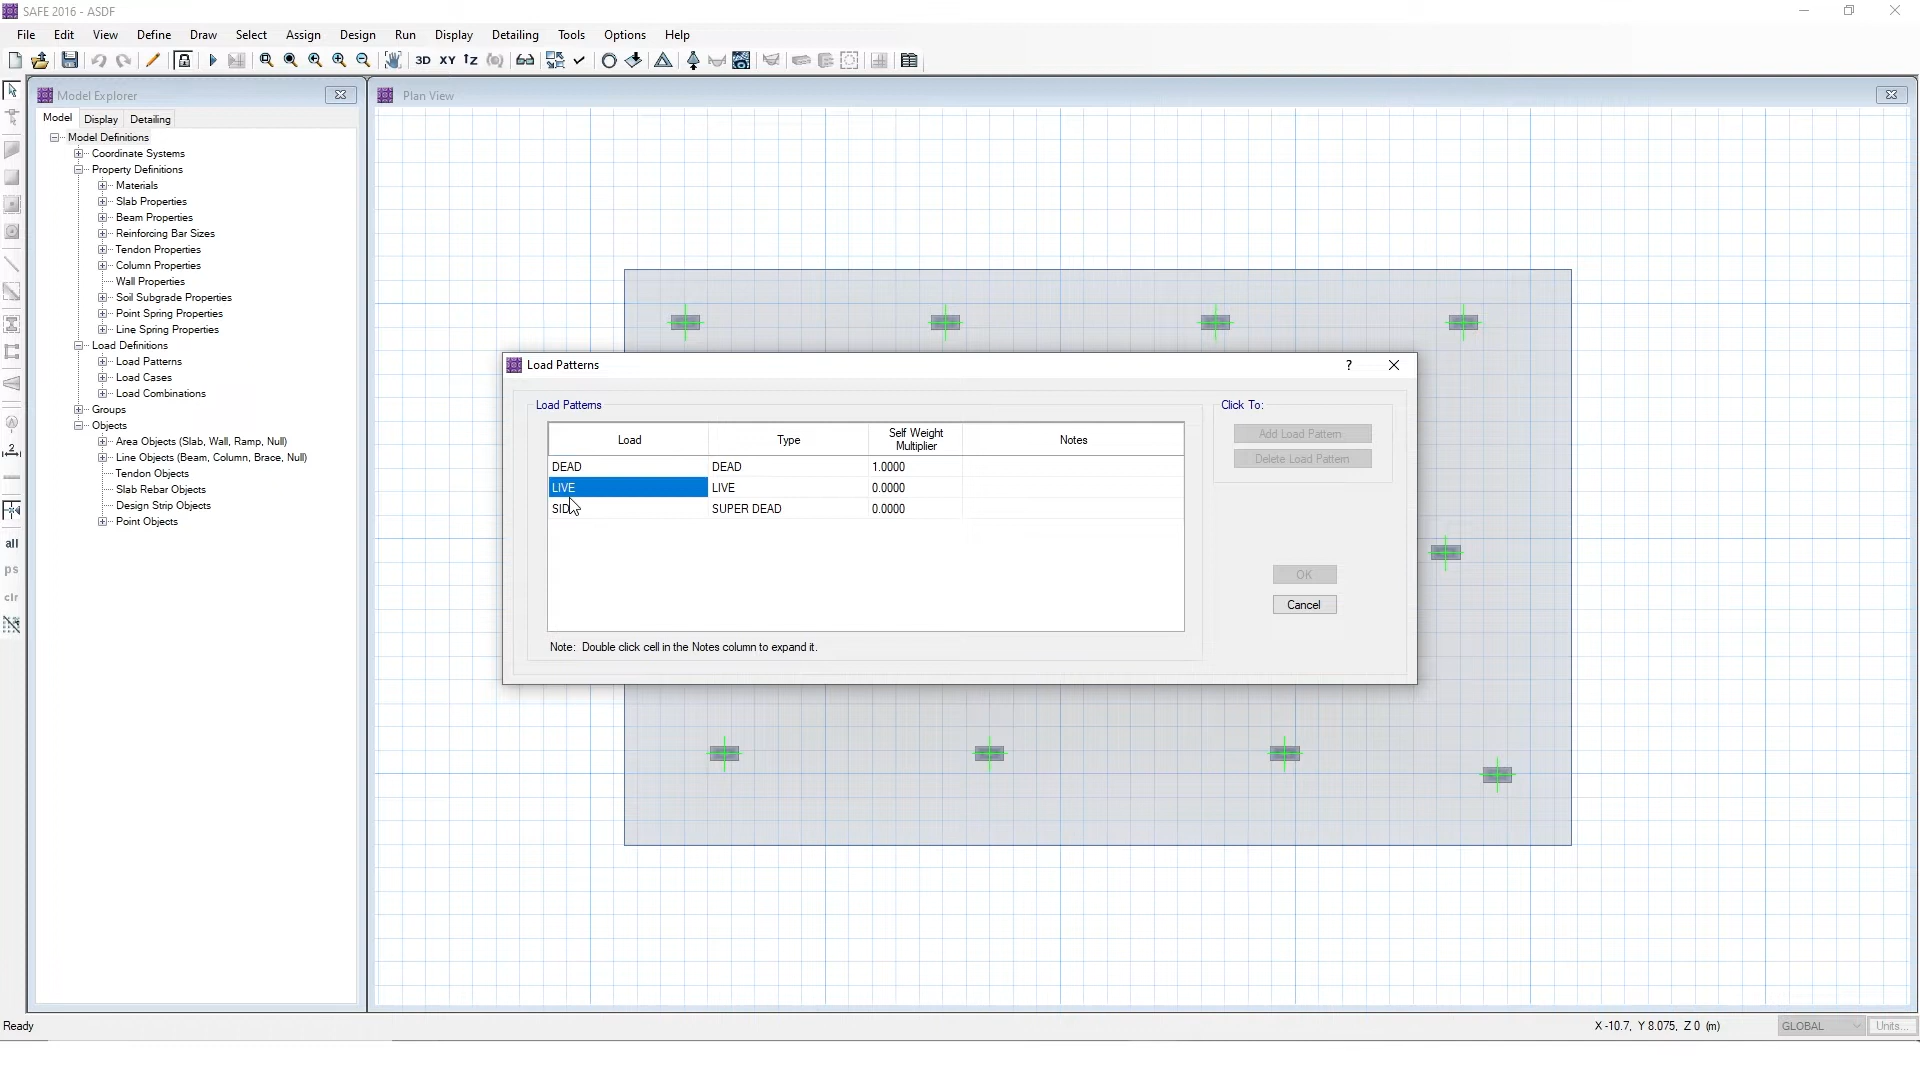 SAFE 2016 - ASDF
File Edit View Define Draw Select Assign Design Run Display Detailing Tools Options Help
3D XY
Model Explorer
Plan View
Model Display Detailing
Model Definitions
Coordinate Systems
Property Definitions
Materials
Slab Properties
Beam Properties
Reinforcing Bar Sizes
Tendon Properties
Column Properties
Wall Properties
Soil Subgrade Properties
Point Spring Properties
Line Spring Properties
Load Definitions
Load Patterns
Load Cases
Load Combinations
Groups
Objects
Area Objects (Slab, Wall, Ramp, Null)
Line Objects (Beam, Column, Brace, Null)
Tendon Objects
Slab Rebar Objects
Design Strip Objects
Point Objects
all
ps
clr
Load Patterns ?
Load Patterns
Load Type Self Weight Multiplier Notes
DEAD DEAD 1.0000
LIVE LIVE 0.0000
SUPER DEAD 0.0000
Note: Double click cell in the Notes column to expand it.
Click To:
Add Load Pattern
Delete Load Pattern
OK
Cancel
Ready
X -10.7, Y 8.075, Z 0 (m)
GLOBAL
Units...